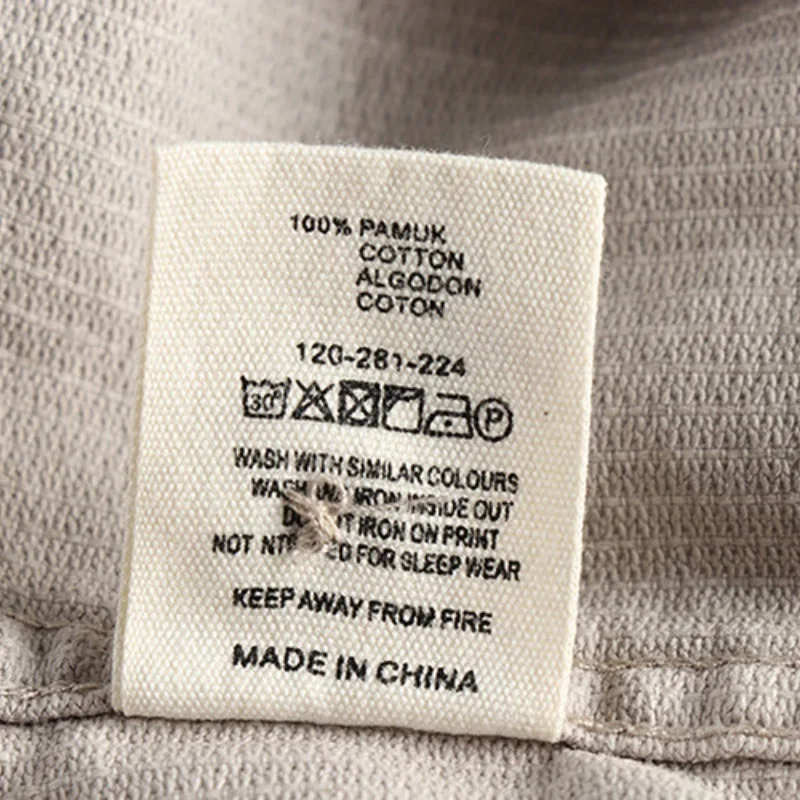 100% PAMUK
COTTON
ALGODON
COTON
120-281-224
30°
P
WASH WITH SIMILAR COLOURS
WASH IRON INSIDE OUT
IRON ON PRINT
NOT FOR SLEEP WEAR
KEEP AWAY FROM FIRE
MADE IN CHINA